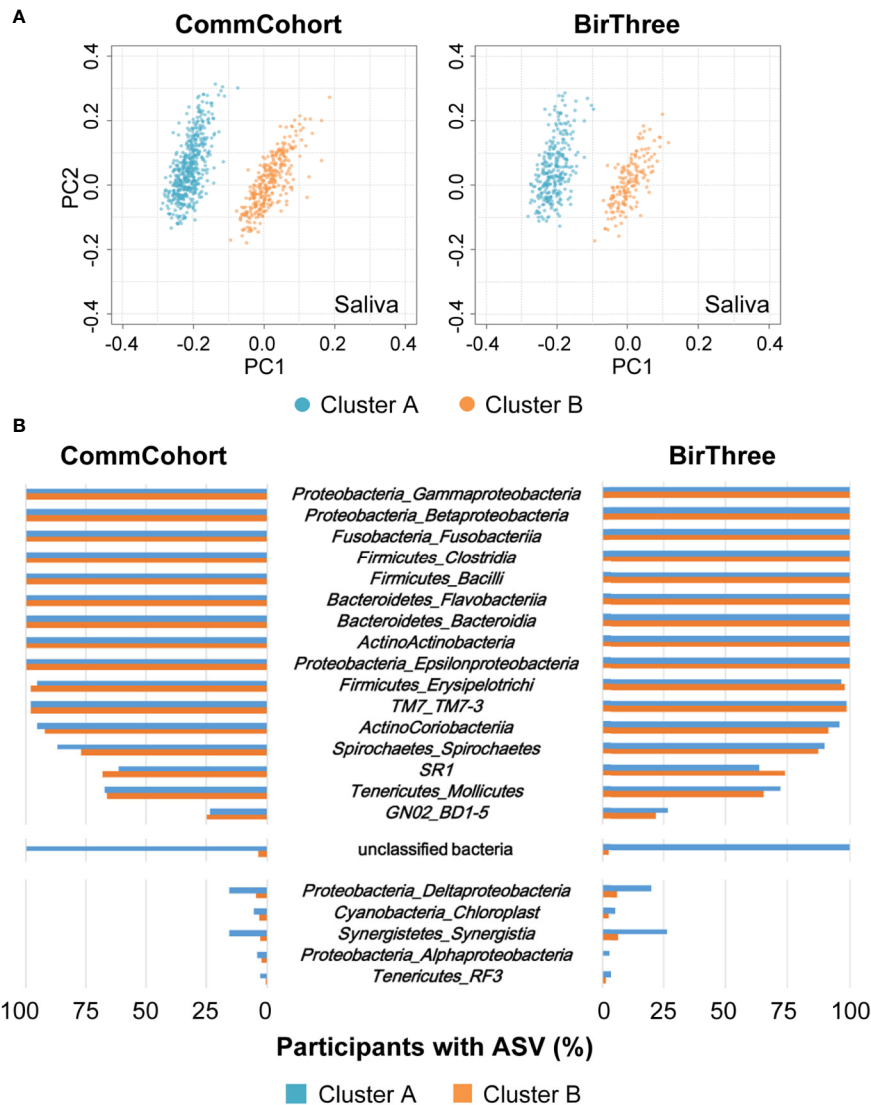 A
CommCohort
BirThree
0.4
0.2
0.0
-0.2
-0.4
PC2
Saliva
Saliva
-0.4 -0.2 0.0 0.2 0.4
-0.4 -0.2 0.0 0.2 0.4
PC1
PC1
Cluster A Cluster B
B
CommCohort
BirThree
Proteobacteria_Gammaproteobacteria
Proteobacteria_Betaproteobacteria
Fusobacteria_Fusobacteriia
Firmicutes_Clostridia
Firmicutes_Bacilli
Bacteroidetes_Flavobacteriia
Bacteroidetes_Bacteroidia
ActinoActinobacteria
Proteobacteria_Epsilonproteobacteria
Firmicutes_Erysipelotrichi
TM7_TM7-3
ActinoCoriobacteriia
Spirochaetes_Spirochaetes
SR1
Tenericutes_Mollicutes
GN02_BD1-5
unclassified bacteria
Proteobacteria_Deltaproteobacteria
Cyanobacteria_Chloroplast
Synergistetes_Synergistia
Proteobacteria_Alphaproteobacteria
Tenericutes_RF3
100 75 50 25 0
0 25 50 75 100
Participants with ASV (%)
Cluster A Cluster B